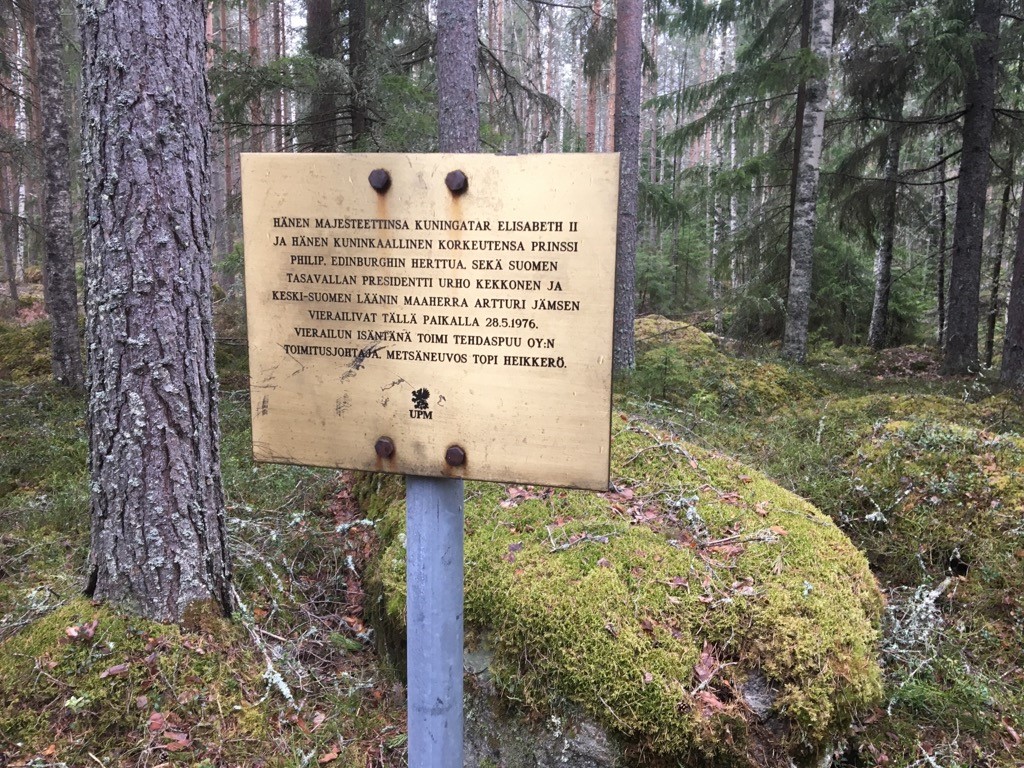 HÄNEN MAJESTEETTINSA KUNINGATAR ELISABETH II
JA HÄNEN KUNINKAALLINEN KORKEUTENSA PRINSSI
PHILIP, EDINBURGHIN HERTTUA, SEKÄ SUOMEN
TASAVALLAN PRESIDENTTI URHO KEKKONEN JA
KESKI-SUOMEN LÄÄNIN MAAHERRA ARTTURI JÄMSEN
VIERAILIVAT TÄLLÄ PAIKALLA 28.5.1976.
VIERAILUN ISÄNTÄNÄ TOIMI TEHDASPUU OY:N
TOIMITUSJOHTAJA, METSÄNEUVOS TOPI HEIKKERÖ.
UPM